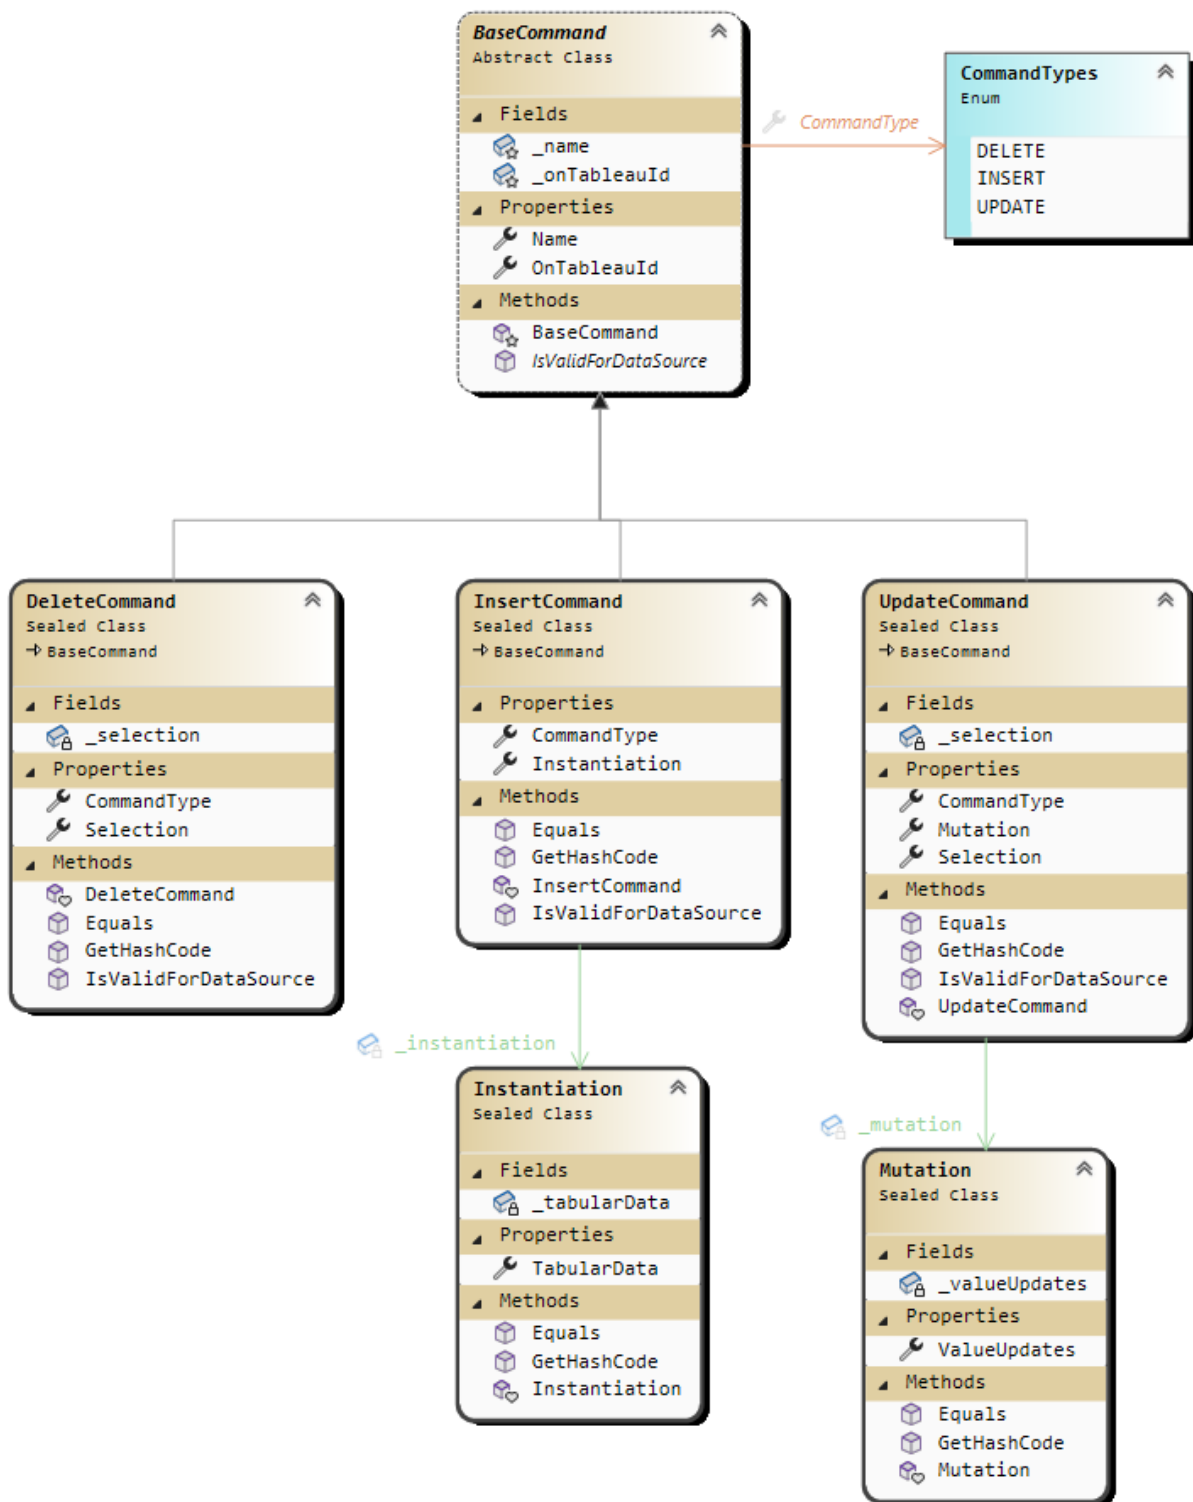 BaseCommand
Abstract Class
Fields
_name
_onTableauId
Properties
Name
OnTableauId
Methods
BaseCommand
IsValidForDataSource
CommandType
CommandTypes
Enum
DELETE
INSERT
UPDATE
DeleteCommand
Sealed Class
BaseCommand
Fields
_selection
Properties
CommandType
Selection
Methods
DeleteCommand
Equals
GetHashCode
IsValidForDataSource
InsertCommand
Sealed Class
BaseCommand
Properties
CommandType
Instantiation
Methods
Equals
GetHashCode
InsertCommand
IsValidForDataSource
UpdateCommand
Sealed Class
BaseCommand
Fields
_selection
Properties
CommandType
Mutation
Selection
Methods
Equals
GetHashCode
IsValidForDataSource
UpdateCommand
_instantiation
Instantiation
Sealed Class
Fields
_tabularData
Properties
TabularData
Methods
Equals
GetHashCode
Instantiation
_mutation
Mutation
Sealed Class
Fields
_valueUpdates
Properties
ValueUpdates
Methods
Equals
GetHashCode
Mutation